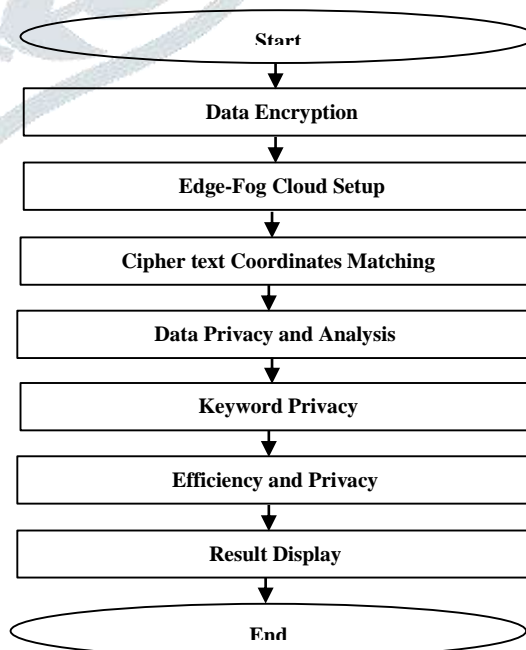 Start
Data Encryption
Edge-Fog Cloud Setup
Cipher text Coordinates Matching
Data Privacy and Analysis
Keyword Privacy
Efficiency and Privacy
Result Display
End